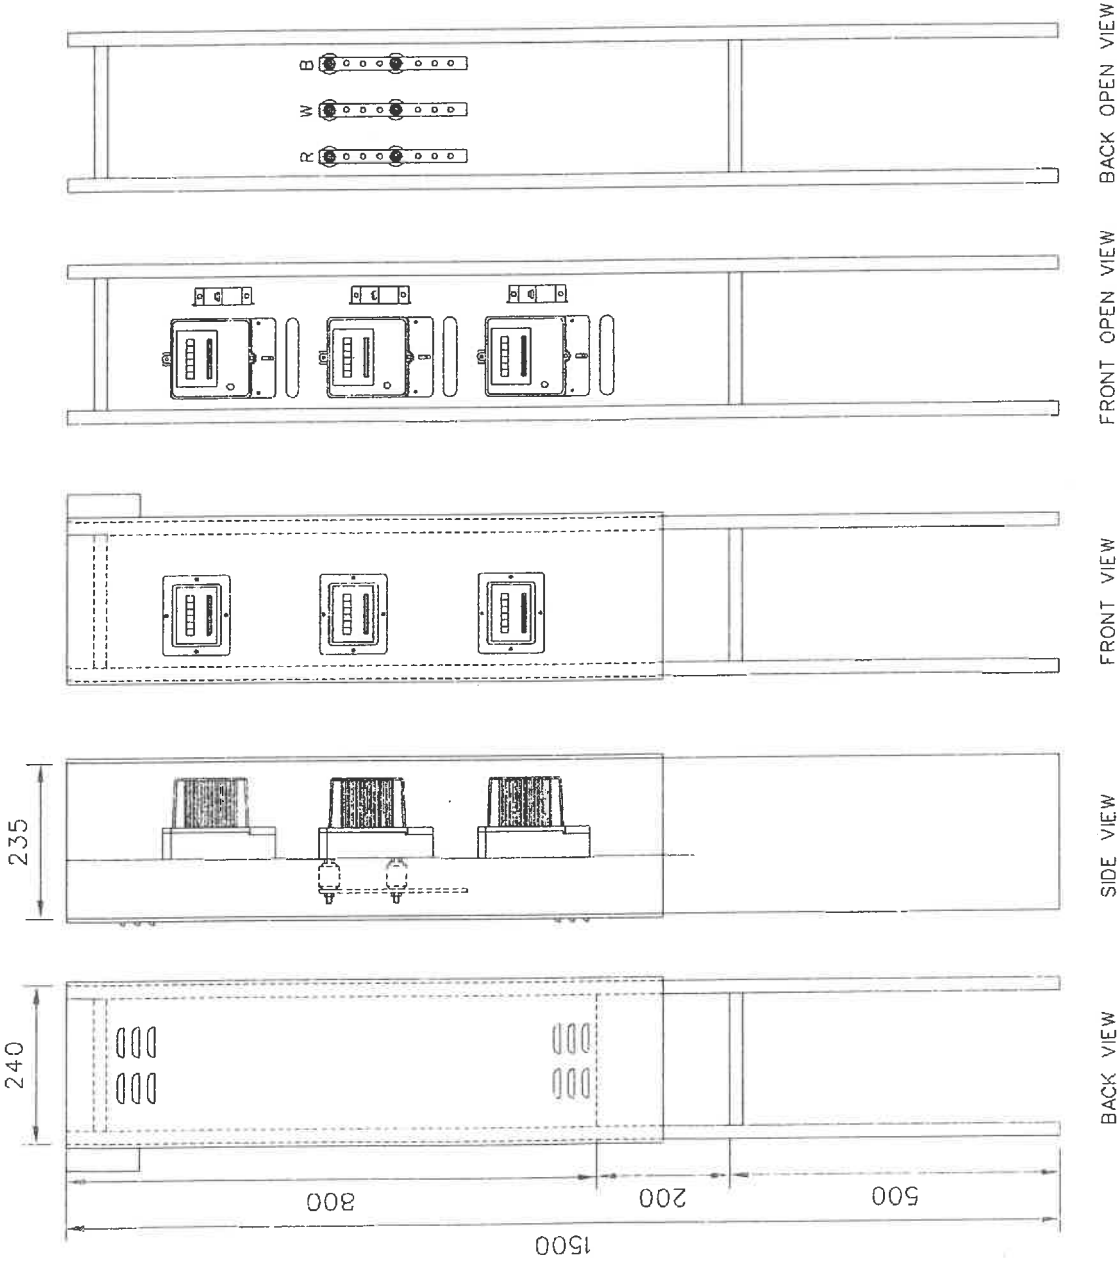 240
235
R
W
B
800
200
500
1500
BACK VIEW
SIDE VIEW
FRONT VIEW
FRONT OPEN VIEW
BACK OPEN VIEW